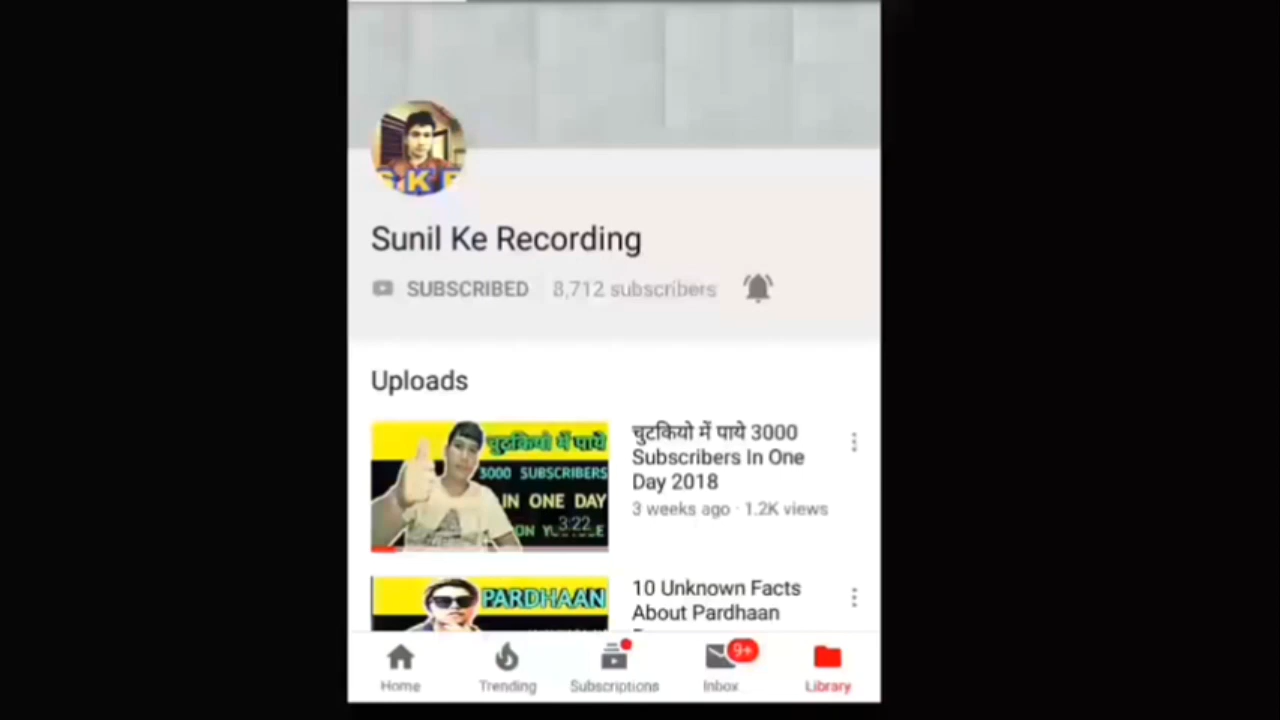 SKR
Sunil Ke Recording
SUBSCRIBED 8,712 subscribers
Uploads
चुटकियो में पाये
3000 SUBSCRIBERS
IN ONE DAY
ON
3:22
चुटकियो में पाये 3000
Subscribers In One
Day 2018
3 weeks ago · 1.2K views
PARDHAAN
10 Unknown Facts
About Pardhaan
9+
Home Trending Subscriptions Inbox Library